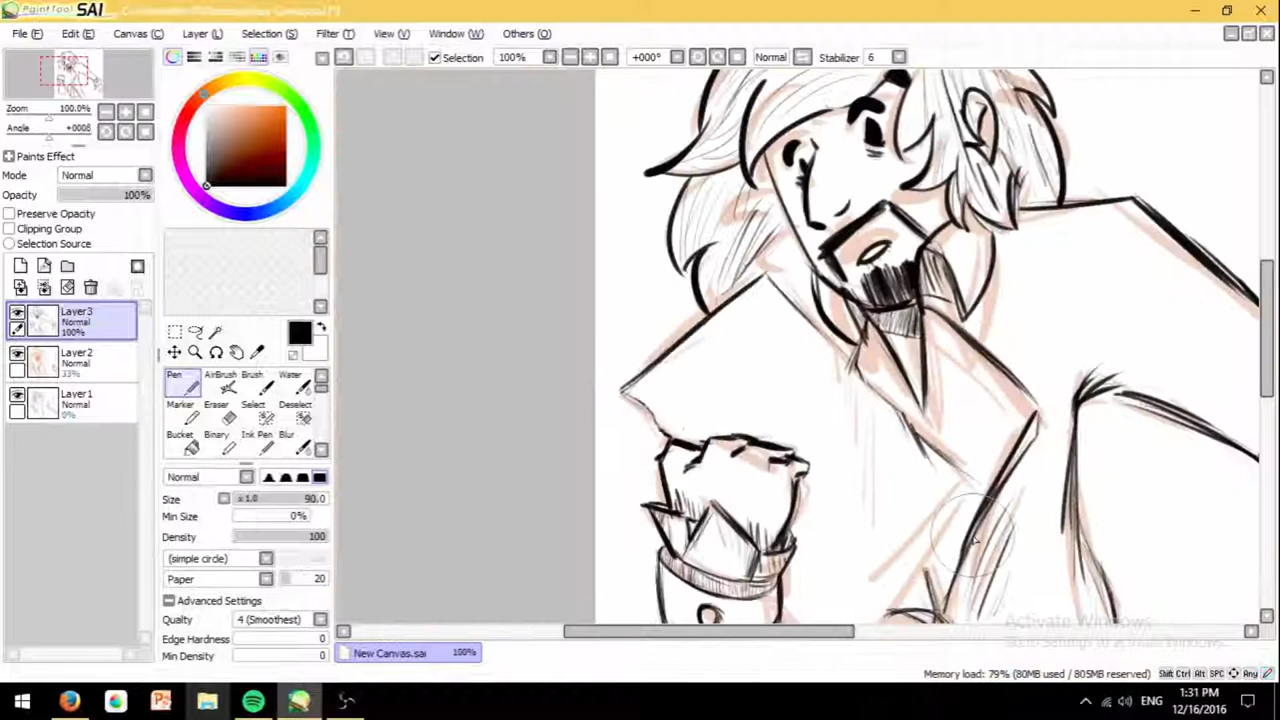 PaintTool SAI
File (F) Edit (E) Canvas (C) Layer (L) Selection (S) Filter (T) View (V) Window (W) Others (O)
Selection 100% +000° Normal Stabilizer 6
Zoom 100.0%
Angle +000°
Paints Effect
Mode Normal
Opacity 100%
Preserve Opacity
Clipping Group
Selection Source
Layer3
Normal
100%
Layer2
Normal
33%
Layer1
Normal
0%
Pen AirBrush Brush Water
Marker Eraser Select Deselect
Bucket Binary Ink Pen Blur
Normal
Size x 1.0 90.0
Min Size 0%
Density 100
(simple circle)
Paper 20
Advanced Settings
Qualty 4 (Smoothest)
Edge Hardness 0
Min Density 0
Activate Windows
New Canvas.sai 100%
Memory load: 79% (80MB used / 805MB free) Shift Ctrl Alt SPC Any
ENG 1:31 PM
12/16/2016